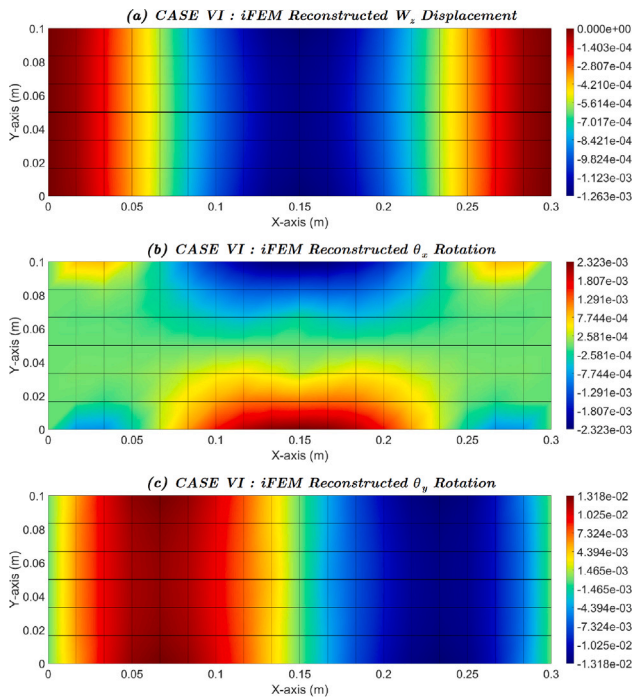 (a) CASE VI : iFEM Reconstructed W_z Displacement
0.1
0.08
0.06
0.04
0.02
0
Y-axis (m)
0
0.05
0.1
0.15
0.2
0.25
0.3
X-axis (m)
0.000e+00
-1.403e-04
-2.807e-04
-4.210e-04
-5.614e-04
-7.017e-04
-8.421e-04
-9.824e-04
-1.123e-03
-1.263e-03
(b) CASE VI : iFEM Reconstructed θ_x Rotation
0.1
0.08
0.06
0.04
0.02
0
Y-axis (m)
0
0.05
0.1
0.15
0.2
0.25
0.3
X-axis (m)
2.323e-03
1.807e-03
1.291e-03
7.744e-04
2.581e-04
-2.581e-04
-7.744e-04
-1.291e-03
-1.807e-03
-2.323e-03
(c) CASE VI : iFEM Reconstructed θ_y Rotation
0.1
0.08
0.06
0.04
0.02
0
Y-axis (m)
0
0.05
0.1
0.15
0.2
0.25
0.3
X-axis (m)
1.318e-02
1.025e-02
7.324e-03
4.394e-03
1.465e-03
-1.465e-03
-4.394e-03
-7.324e-03
-1.025e-02
-1.318e-02